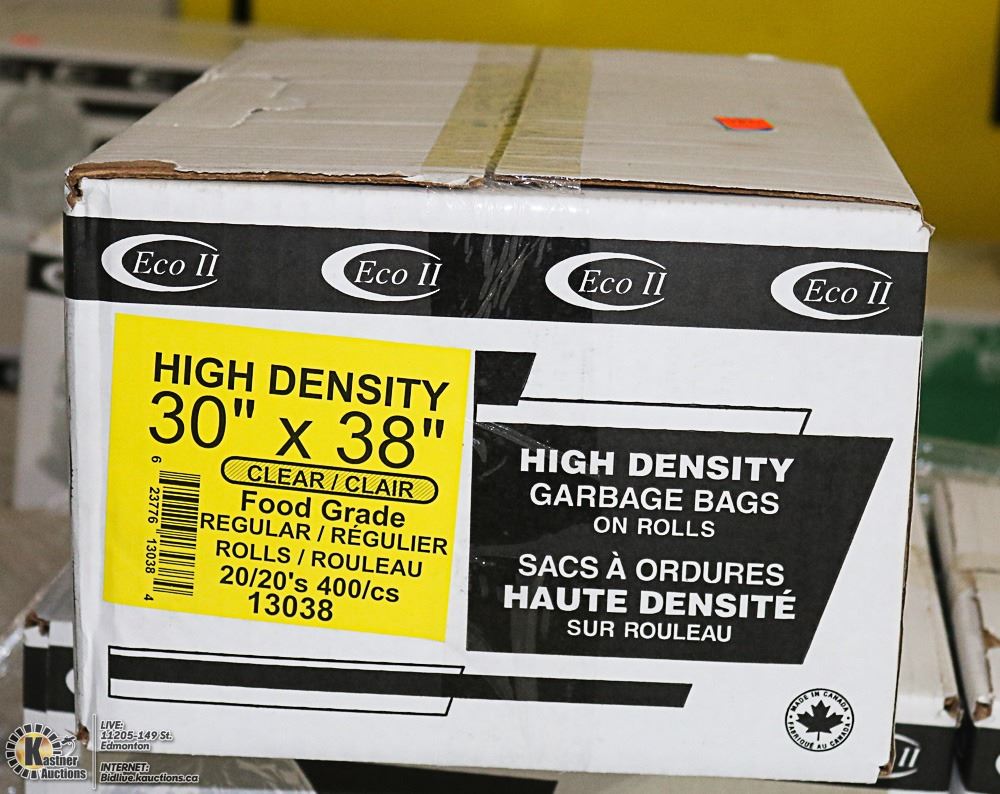 Eco II Eco II Eco II Eco II
HIGH DENSITY
30" x 38"
CLEAR / CLAIR
Food Grade
REGULAR / RÉGULIER
ROLLS / ROULEAU
20/20's 400/cs
13038
6 23776 13038 4
HIGH DENSITY
GARBAGE BAGS
ON ROLLS
SACS À ORDURES
HAUTE DENSITÉ
SUR ROULEAU
MADE IN CANADA
FABRIQUÉ AU CANADA
II
Kastner
Auctions
LIVE:
11205-149 St.
Edmonton
INTERNET:
Bidlive.kauctions.ca